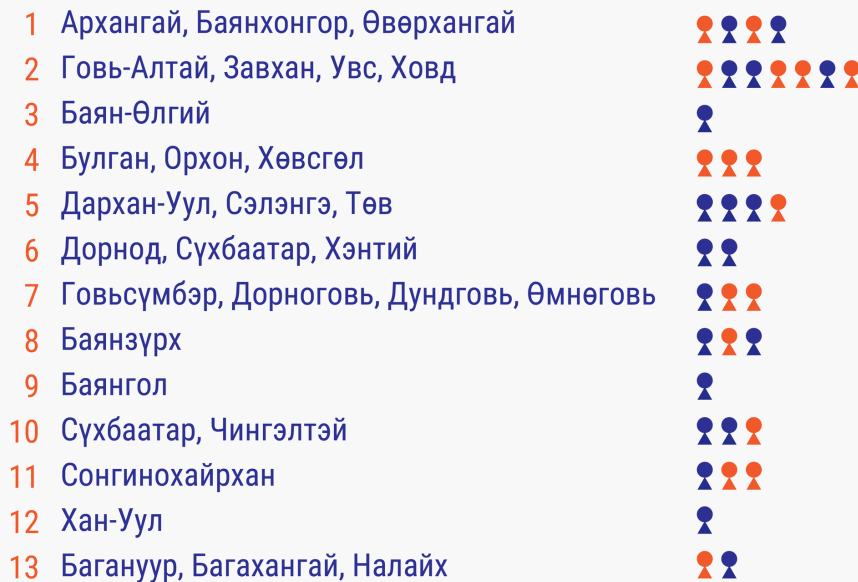 1 Архангай, Баянхонгор, Өвөрхангай
2 Говь-Алтай, Завхан, Увс, Ховд
3 Баян-Өлгий
4 Булган, Орхон, Хөвсгөл
5 Дархан-Уул, Сэлэнгэ, Төв
6 Дорнод, Сүхбаатар, Хэнтий
7 Говьсүмбэр, Дорноговь, Дундговь, Өмнөговь
8 Баянзүрх
9 Баянгол
10 Сүхбаатар, Чингэлтэй
11 Сонгинохайрхан
12 Хан-Уул
13 Багануур, Багахангай, Налайх